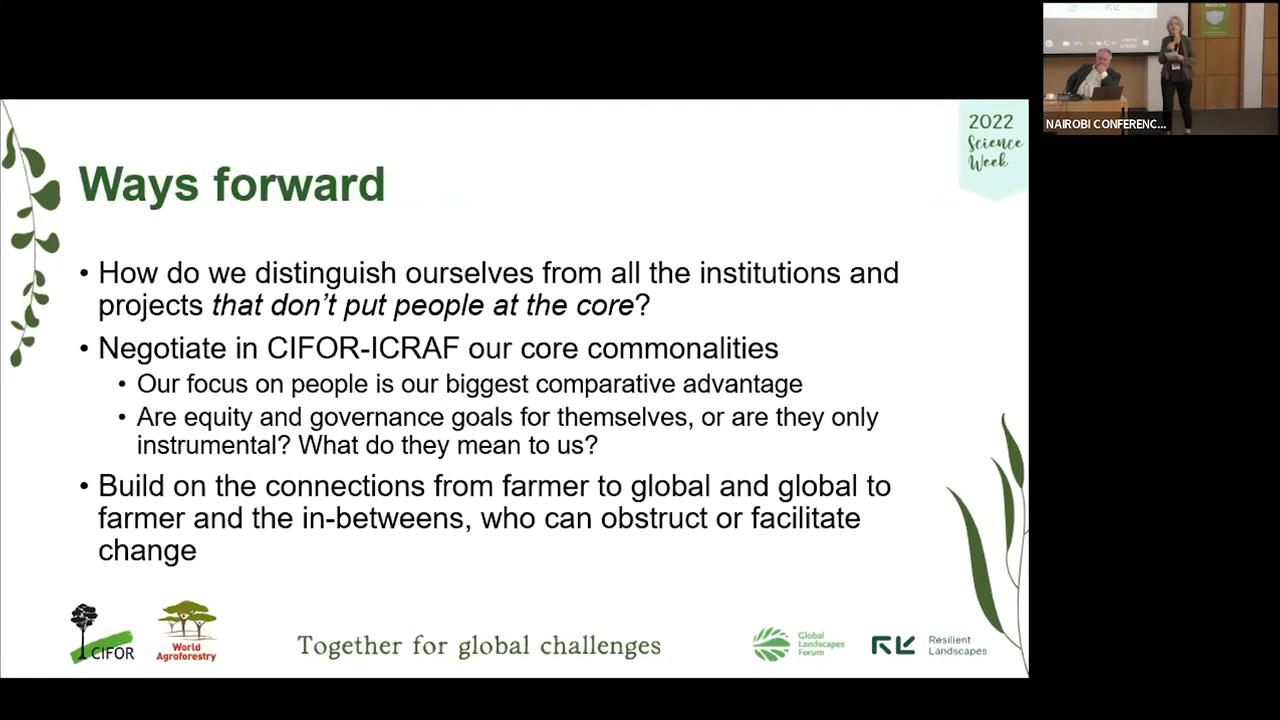 2022
Science
Week
NAIROBI CONFERENC...
Ways forward
• How do we distinguish ourselves from all the institutions and
projects that don't put people at the core?
• Negotiate in CIFOR-ICRAF our core commonalities
• Our focus on people is our biggest comparative advantage
• Are equity and governance goals for themselves, or are they only
instrumental? What do they mean to us?
• Build on the connections from farmer to global and global to
farmer and the in-betweens, who can obstruct or facilitate
change
CIFOR
World
Agroforestry
Together for global challenges
Global
Landscapes
Forum
Resilient
Landscapes